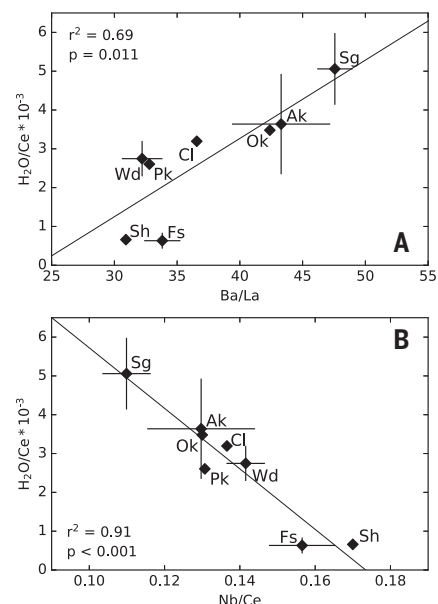 r² = 0.69
p = 0.011
Sg
Ak
Ok
Cl
Wd
Pk
Sh
Fs
A
H₂O/Ce* 10⁻³
0
1
2
3
4
5
6
25
30
35
40
45
50
55
Ba/La
B
Sg
Ak
Ok
Cl
Pk
Wd
Fs
Sh
r² = 0.91
p < 0.001
H₂O/Ce* 10⁻³
0
1
2
3
4
5
6
0.10
0.12
0.14
0.16
0.18
Nb/Ce